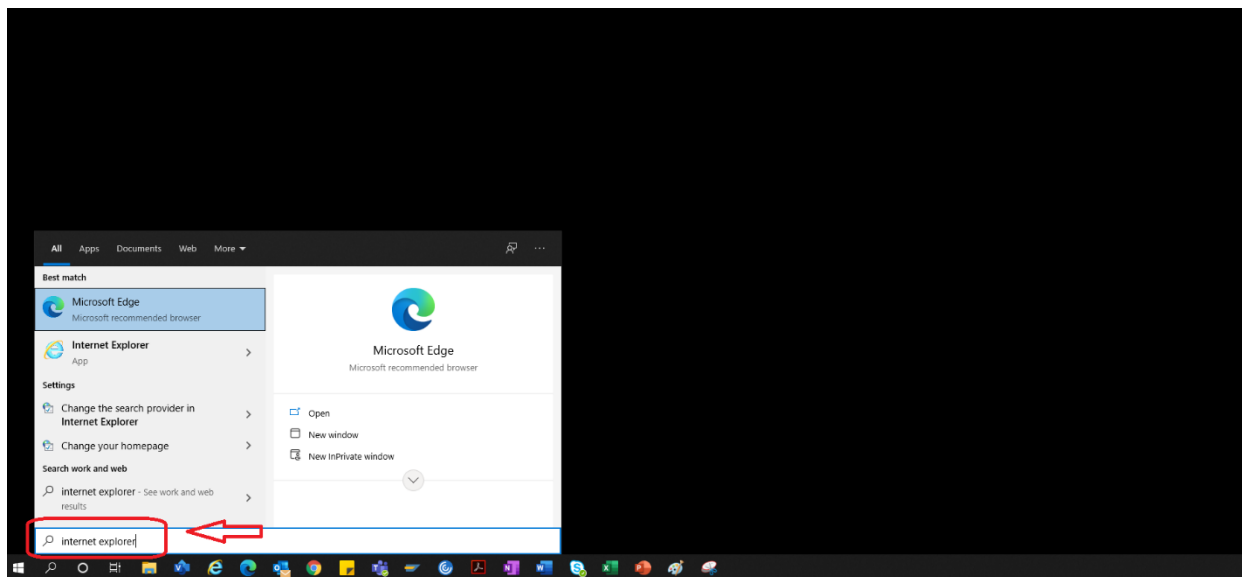 All Apps Documents Web More
Best match
Microsoft Edge
Microsoft recommended browser
Internet Explorer
App
Settings
Change the search provider in
Internet Explorer
Change your homepage
Search work and web
internet explorer - See work and web
results
internet explorer
Microsoft Edge
Microsoft recommended browser
Open
New window
New InPrivate window